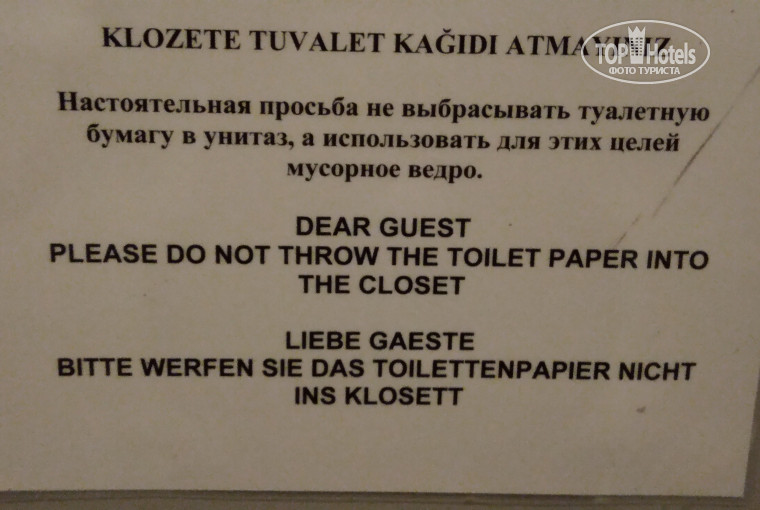 KLOZETE TUVALET KAĞIDI
TOP Hotels
ФОТО ТУРИСТА
Настоятельная просьба не выбрасывать туалетную
бумагу в унитаз, а использовать для этих целей
мусорное ведро.
DEAR GUEST
PLEASE DO NOT THROW THE TOILET PAPER INTO
THE CLOSET
LIEBE GAESTE
BITTE WERFEN SIE DAS TOILETTENPAPIER NICHT
INS KLOSETT